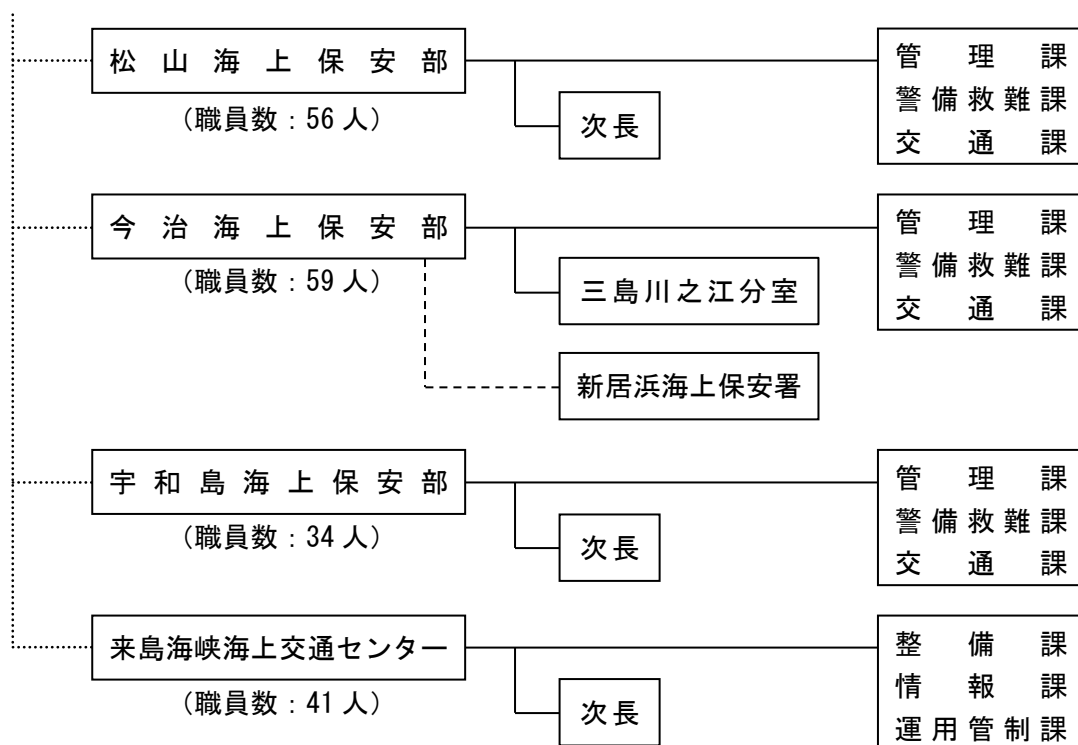 松山海上保安部
（職員数：56人）
次長
管理課
警備救難課
交通課
今治海上保安部
（職員数：59人）
三島川之江分室
新居浜海上保安署
管理課
警備救難課
交通課
宇和島海上保安部
（職員数：34人）
次長
管理課
警備救難課
交通課
来島海峡海上交通センター
（職員数：41人）
次長
整備課
情報課
運用管制課